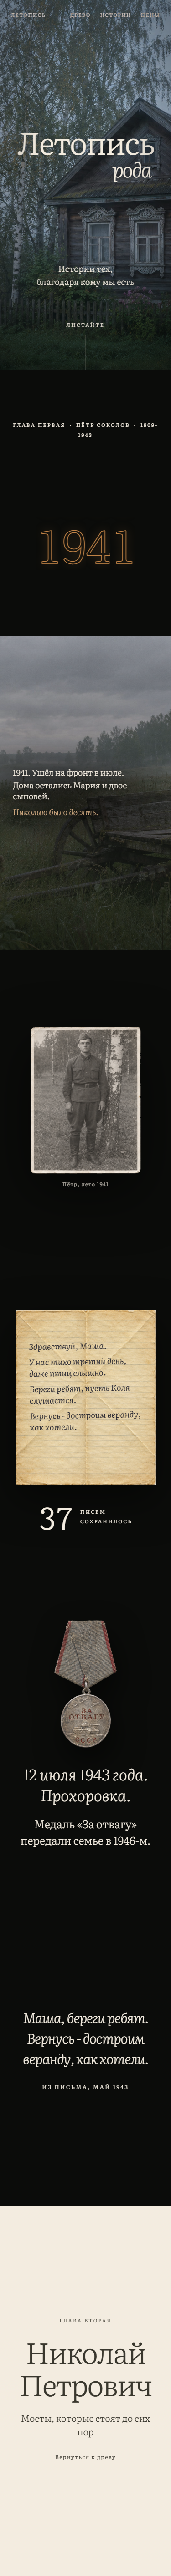 ЛЕТОПИСЬ
ДРЕВО · ИСТОРИИ · ЦЕНЫ
Летопись
рода
Истории тех,
благодаря кому мы есть
ЛИСТАЙТЕ
ГЛАВА ПЕРВАЯ · ПЁТР СОКОЛОВ · 1909–
1943
1941
1941. Ушёл на фронт в июле.
Дома остались Мария и двое
сыновей.
Николаю было десять.
Пётр, лето 1941
Здравствуй, Маша.
У нас тихо третий день,
даже птиц слышно.
Береги ребят, пусть Коля
слушается.
Вернусь - достроим веранду,
как хотели.
37
ПИСЕМ
СОХРАНИЛОСЬ
ЗА
ОТВАГУ
СССР
12 июля 1943 года.
Прохоровка.
Медаль «За отвагу»
передали семье в 1946-м.
Маша, береги ребят.
Вернусь - достроим
веранду, как хотели.
ИЗ ПИСЬМА, МАЙ 1943
ГЛАВА ВТОРАЯ
Николай
Петрович
Мосты, которые стоят до сих
пор
Вернуться к древу